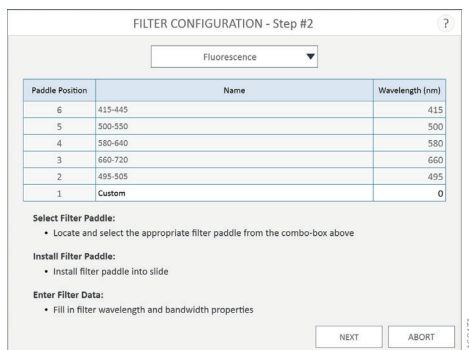 FILTER CONFIGURATION - Step #2
?
Fluorescence
Paddle Position Name Wavelength (nm)
6 415-445 415
5 500-550 500
4 580-640 580
3 660-720 660
2 495-505 495
1 Custom 0
Select Filter Paddle:
• Locate and select the appropriate filter paddle from the combo-box above
Install Filter Paddle:
• Install filter paddle into slide
Enter Filter Data:
• Fill in filter wavelength and bandwidth properties
NEXT ABORT